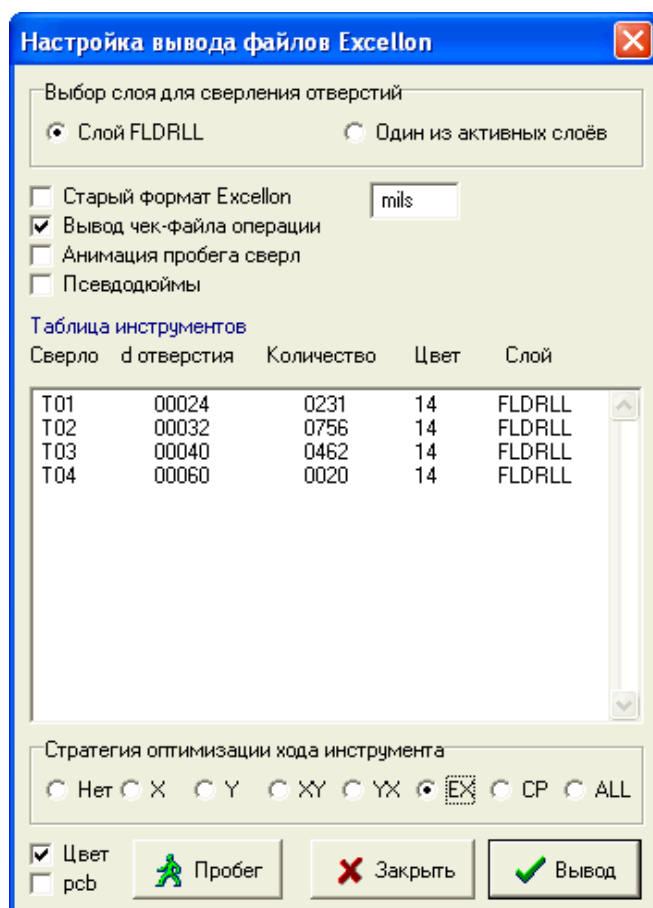 Настройка вывода файлов Excellon
Выбор слоя для сверления отверстий
Слой FLDRLL Один из активных слоёв
Старый формат Excellon mils
Вывод чек-файла операции
Анимация пробега сверл
Псевдодюймы
Таблица инструментов
Сверло d отверстия Количество Цвет Слой
T01 00024 0231 14 FLDRLL
T02 00032 0756 14 FLDRLL
T03 00040 0462 14 FLDRLL
T04 00060 0020 14 FLDRLL
Стратегия оптимизации хода инструмента
Нет X Y XY YX EX CP ALL
Цвет
pcb Пробег Закрыть Вывод